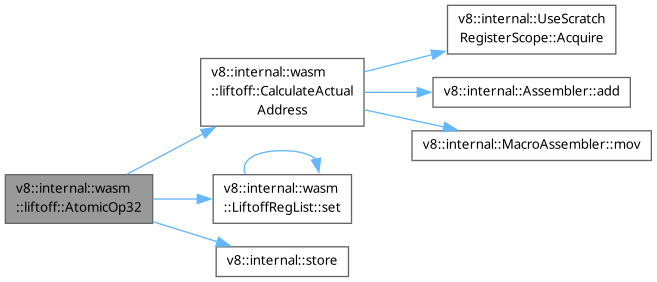 v8::internal::UseScratch
RegisterScope::Acquire
v8::internal::wasm
::liftoff::CalculateActual
Address
v8::internal::Assembler::add
v8::internal::MacroAssembler::mov
v8::internal::wasm
::liftoff::AtomicOp32
v8::internal::wasm
::LiftoffRegList::set
v8::internal::store